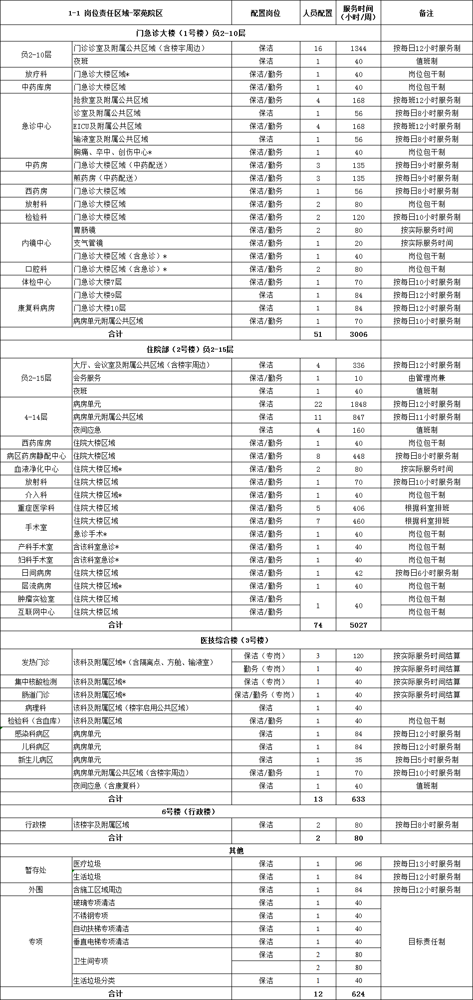 1-1 岗位责任区域-翠苑院区 配置岗位 人员配置 服务时间（小时/周） 备注
门急诊大楼（1号楼）负2-10层
负2-10层 门诊诊室及附属公共区域（含楼宇周边） 保洁 16 1344 按每日12小时服务制
夜班 保洁 1 40 值班制
放疗科 门急诊大楼区域* 保洁/勤务 1 40 岗位包干制
中药库房 门急诊大楼区域 保洁/勤务 1 40 岗位包干制
急诊中心 抢救室及附属公共区域 保洁/勤务 4 168 按每班12小时服务制
诊室及附属公共区域 保洁 1 56 按每日8小时服务制
EICU及附属公共区域 保洁/勤务 4 168 按每班12小时服务制
输液室及附属公共区域 保洁 1 56 按每日8小时服务制
胸痛、卒中、创伤中心* 保洁/勤务 1 40 岗位包干制
中药房 门急诊大楼区域（中药配送） 保洁/勤务 3 135 按每日9小时服务制
煎药房（中药配送） 保洁/勤务 3 135 按每日9小时服务制
西药房 门急诊大楼区域 保洁/勤务 1 56 按每日8小时服务制
放射科 门急诊大楼区域 保洁/勤务 2 80 岗位包干制
检验科 门急诊大楼区域 保洁/勤务 2 120 按每日10小时服务制
内镜中心 胃肠镜 保洁/勤务 2 80 按实际服务时间
支气管镜 保洁/勤务 1 20 按实际服务时间
门急诊大楼区域（含急诊）* 保洁/勤务 1 40 岗位包干制
口腔科 门急诊大楼区域（含急诊）* 保洁/勤务 2 80 岗位包干制
体检中心 门急诊大楼7层 保洁/勤务 1 70 按每日10小时服务制
康复科病房 门急诊大楼9层 保洁 1 84 按每日12小时服务制
门急诊大楼10层 保洁 1 84 按每日12小时服务制
病房单元附属公共区域 保洁/勤务 1 70 按每日10小时服务制
合计 51 3006
住院部（2号楼）负2-15层
负2-15层 大厅、会议室及附属公共区域（含楼宇周边） 保洁 4 336 按每日12小时服务制
会务服务 保洁/勤务 1 10 由管理岗兼
夜班 保洁 1 40 值班制
4-14层 病房单元 保洁 22 1848 按每日12小时服务制
病房单元附属公共区域 保洁 11 847 按每日11小时服务制
夜间应急 保洁 4 160 值班制
西药库房 住院大楼区域 保洁/勤务 1 40 岗位包干制
病区药房静配中心 住院大楼区域 保洁/勤务 8 448 按每日8小时服务制
血液净化中心 住院大楼区域* 保洁/勤务 2 80 按实际服务时间
放射科 住院大楼区域 保洁/勤务 1 70 按每日10小时服务制
介入科 住院大楼区域* 保洁/勤务 1 40 岗位包干制
重症医学科 住院大楼区域 保洁/勤务 5 406 根据科室排班
手术室 住院大楼区域 保洁/勤务 7 460 根据科室排班
急诊手术* 保洁/勤务 1 40 岗位包干制
产科手术室 含该科室急诊* 保洁/勤务 1 40 岗位包干制
妇科手术室 含该科室急诊* 保洁/勤务 1 40 岗位包干制
日间病房 住院大楼区域 保洁/勤务 1 42 按每日6小时服务制
层流病房 住院大楼区域* 保洁/勤务 1 40 岗位包干制
肿瘤实验室 住院大楼区域 保洁/勤务 1 40 岗位包干制
互联网中心 住院大楼区域 保洁/勤务 岗位包干制
合计 74 5027
医技综合楼（3号楼）
发热门诊 该科及附属区域*（含隔离点、方舱、输液室） 保洁（专岗） 3 120 按实际服务时间结算
勤务（专岗） 1 40 按实际服务时间结算
集中核酸检测 该科及附属区域* 保洁（专岗） 1 40 按实际服务时间结算
肠道门诊 该科及附属区域* 保洁/勤务（专岗） 1 40 按实际服务时间结算
病理科 该科及附属区域（楼宇启用公共区域） 保洁 1 40
检验科（含血库） 该科及附属区域 保洁/勤务 1 40 岗位包干制
感染科病区 病房单元 保洁 1 84 按每日12小时服务制
儿科病区 病房单元 保洁 1 84 按每日12小时服务制
新生儿病区 病房单元 保洁 1 35 按每日5小时服务制
病房单元附属公共区域（含楼宇周边） 保洁/勤务 1 70 按每日10小时服务制
夜间应急（含康复科） 保洁 1 40 值班制
合计 13 633
6号楼（行政楼）
行政楼 该楼宇及附属区域 保洁 2 80 按每日8小时服务制
合计 2 80
其他
暂存处 医疗垃圾 保洁 1 96 按每日13小时服务制
生活垃圾 保洁 1 84 按每日12小时服务制
外围 含施工区域周边 保洁 1 84 按每日12小时服务制
专项 玻璃专项清洁 保洁 1 40 目标责任制
不锈钢专项 保洁 1 40
自动扶梯专项清洁 保洁 1 40
垂直电梯专项清洁 保洁 1 40
卫生间专项 保洁 2 80
2 80
生活垃圾分类 保洁 1 40
合计 12 624